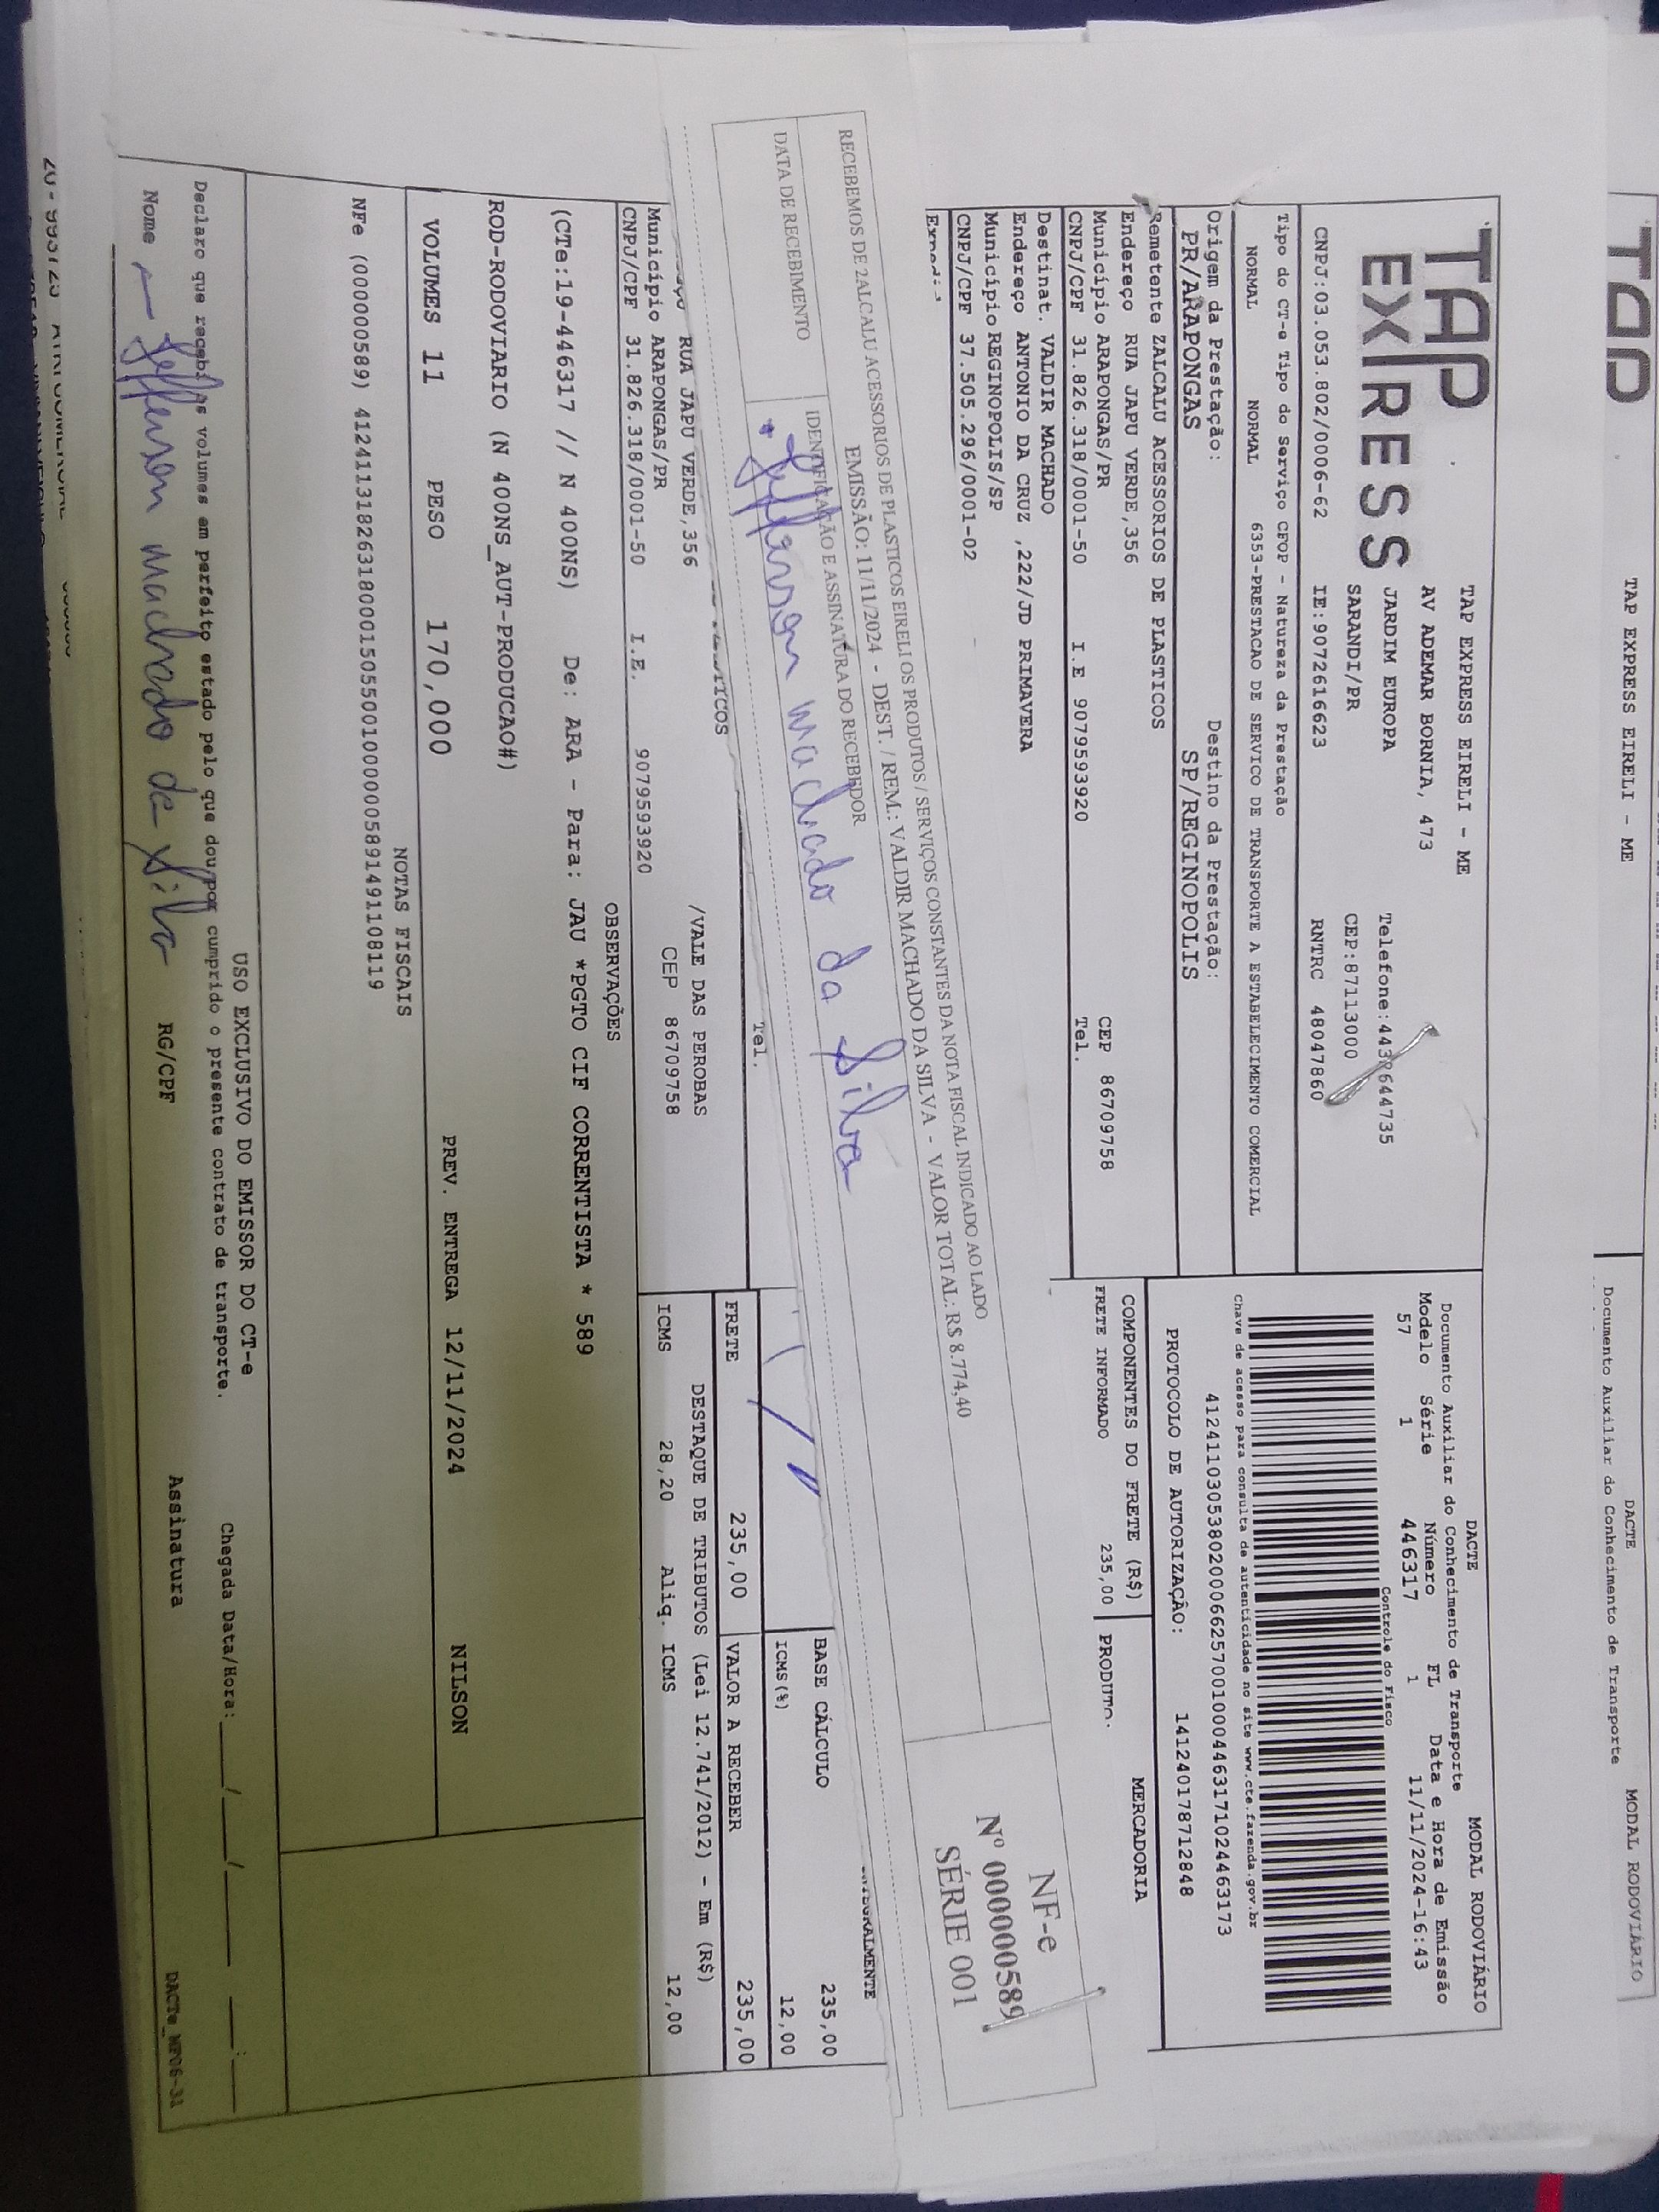 TAP EXPRESS EIRELI - ME
DACTE
Documento Auxiliar do Conhecimento de Transporte
MODAL RODOVIÁRIO
TAP
EXPRESS
TAP EXPRESS EIRELI - ME
AV ADEMAR BORNIA, 473
JARDIM EUROPA
SARANDI/PR
Telefone:443 644735
CEP:87113000
CNPJ:03.053.802/0006-62 IE:9072616623 RNTRC 48047860
DACTE MODAL RODOVIÁRIO
Documento Auxiliar do Conhecimento de Transporte
Modelo Série Número FL Data e Hora de Emissão
57 1 446317 1 11/11/2024-16:43
Controle do Fisco
Chave de acesso para consulta de autenticidade no site www.cte.fazenda.gov.br
41241103053802000662570010004463171024463173
PROTOCOLO DE AUTORIZAÇÃO: 141240178712848
Tipo do CT-e Tipo do Serviço CFOP - Natureza da Prestação
NORMAL NORMAL 6353-PRESTACAO DE SERVICO DE TRANSPORTE A ESTABELECIMENTO COMERCIAL
Origem da Prestação: Destino da Prestação:
PR/ARAPONGAS SP/REGINOPOLIS
Remetente ZALCALU ACESSORIOS DE PLASTICOS
Endereço RUA JAPU VERDE,356
Município ARAPONGAS/PR CEP 86709758
CNPJ/CPF 31.826.318/0001-50 I.E 9079593920 Tel.
Destinat. VALDIR MACHADO
Endereço ANTONIO DA CRUZ ,222/JD PRIMAVERA
Município REGINOPOLIS/SP
CNPJ/CPF 37.505.296/0001-02
COMPONENTES DO FRETE (R$) MERCADORIA
FRETE INFORMADO 235,00 PRODUTO:
RECEBEMOS DE 2ALCALU ACESSORIOS DE PLASTICOS EIRELI OS PRODUTOS / SERVIÇOS CONSTANTES DA NOTA FISCAL INDICADO AO LADO
EMISSÃO: 11/11/2024 - DEST. / REM.: VALDIR MACHADO DA SILVA - VALOR TOTAL: R$ 8.774,40
DATA DE RECEBIMENTO
IDENTIFICAÇÃO E ASSINATURA DO RECEBEDOR
Jefferson machado da Silva
NF-e
Nº 000000589
SÉRIE 001
BASE CÁLCULO 235,00
ICMS(%) 12,00
Tel.
RUA JAPU VERDE,356 /VALE DAS PEROBAS
Município ARAPONGAS/PR CEP 86709758
CNPJ/CPF 31.826.318/0001-50 I.E. 9079593920
FRETE 235,00 VALOR A RECEBER 235,00
DESTAQUE DE TRIBUTOS (Lei 12.741/2012) - Em (R$)
ICMS 28,20 Aliq. ICMS 12,00
OBSERVAÇÕES
(CTe:19-446317 // N 400NS) De: ARA - Para: JAU *PGTO CIF CORRENTISTA * 589
ROD-RODOVIARIO (N 400NS_AUT-PRODUCAO#)
VOLUMES 11 PESO 170,000 PREV. ENTREGA 12/11/2024 NILSON
NOTAS FISCAIS
NFe (000000589) 41241131826318000150550010000005891491108119
USO EXCLUSIVO DO EMISSOR DO CT-e
Declaro que recebi os volumes em perfeito estado pelo que dou por cumprido o presente contrato de transporte. Chegada Data/Hora:____/____/____ __:__
Nome Jefferson machado da Silva RG/CPF Assinatura